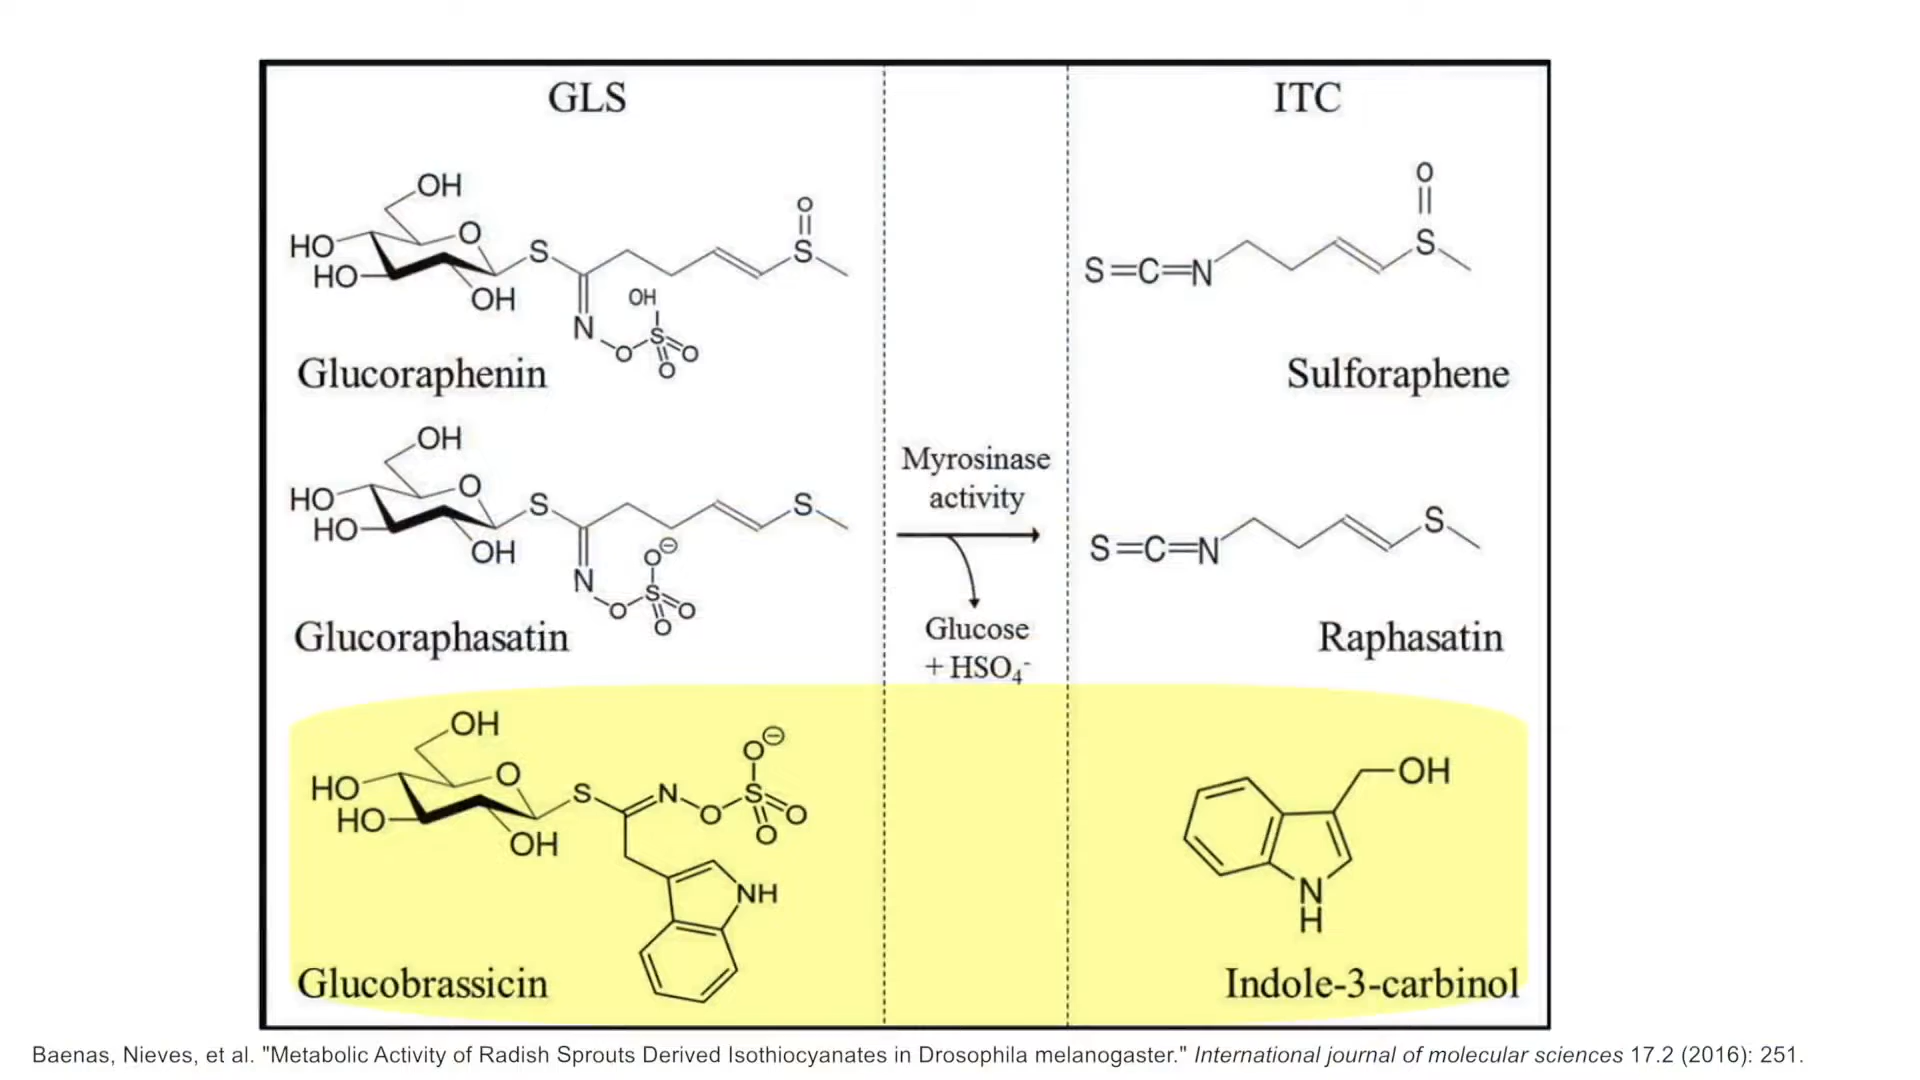 GLS
ITC
OH
HO
O
S
HO
OH
N
O
S
OH
O
O
S
O
Glucoraphenin
S=C=N
S
O
Sulforaphene
OH
HO
O
S
HO
OH
N
O
S
O⊖
O
O
S
Glucoraphasatin
Myrosinase
activity
Glucose
+ HSO₄⁻
S=C=N
S
Raphasatin
OH
HO
O
S
HO
OH
N
O
S
O⊖
O
O
NH
Glucobrassicin
OH
N
H
Indole-3-carbinol
Baenas, Nieves, et al. "Metabolic Activity of Radish Sprouts Derived Isothiocyanates in Drosophila melanogaster." International journal of molecular sciences 17.2 (2016): 251.